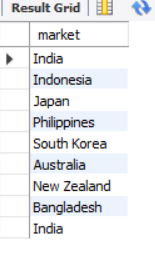 Result Grid
market
India
Indonesia
Japan
Philippines
South Korea
Australia
New Zealand
Bangladesh
India